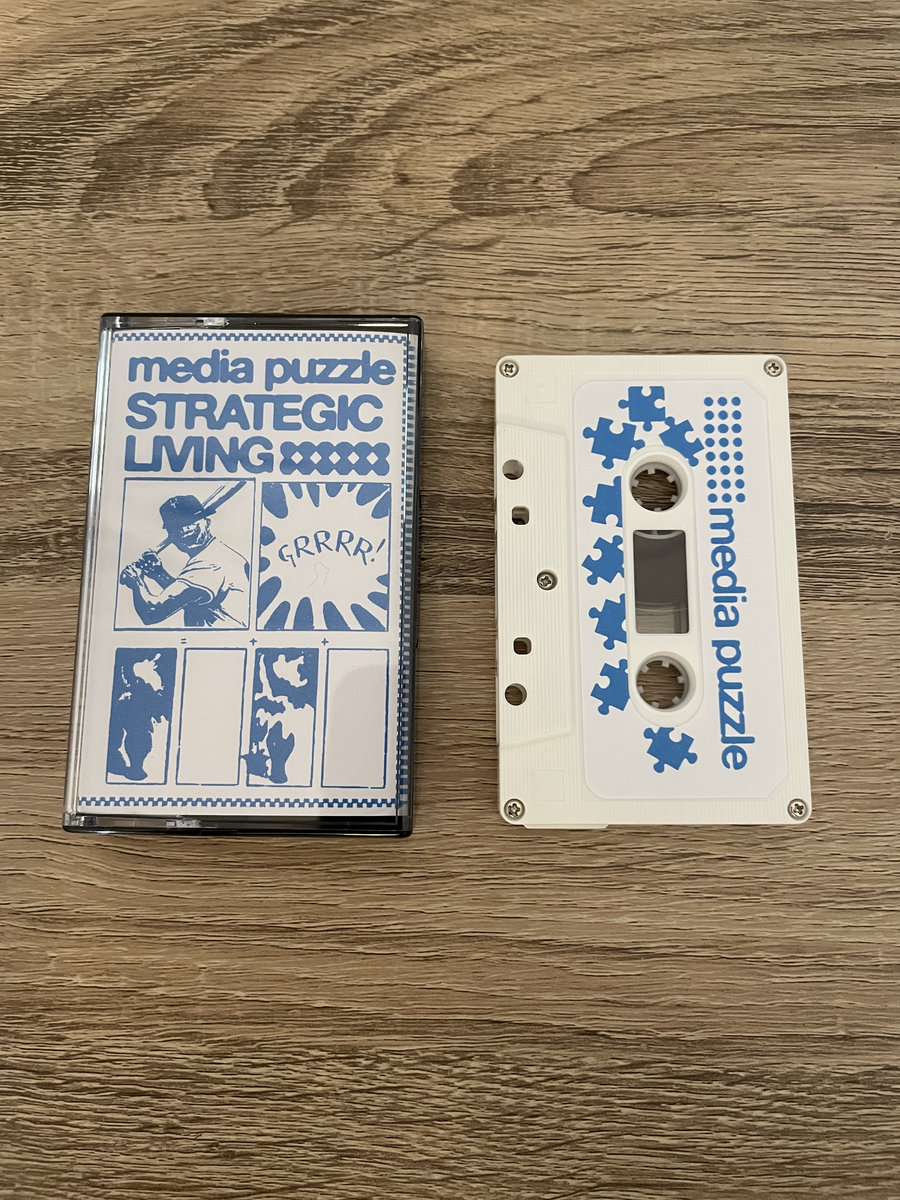 media puzzle
STRATEGIC
LIVING
GRRRR!
= + +
media puzzle